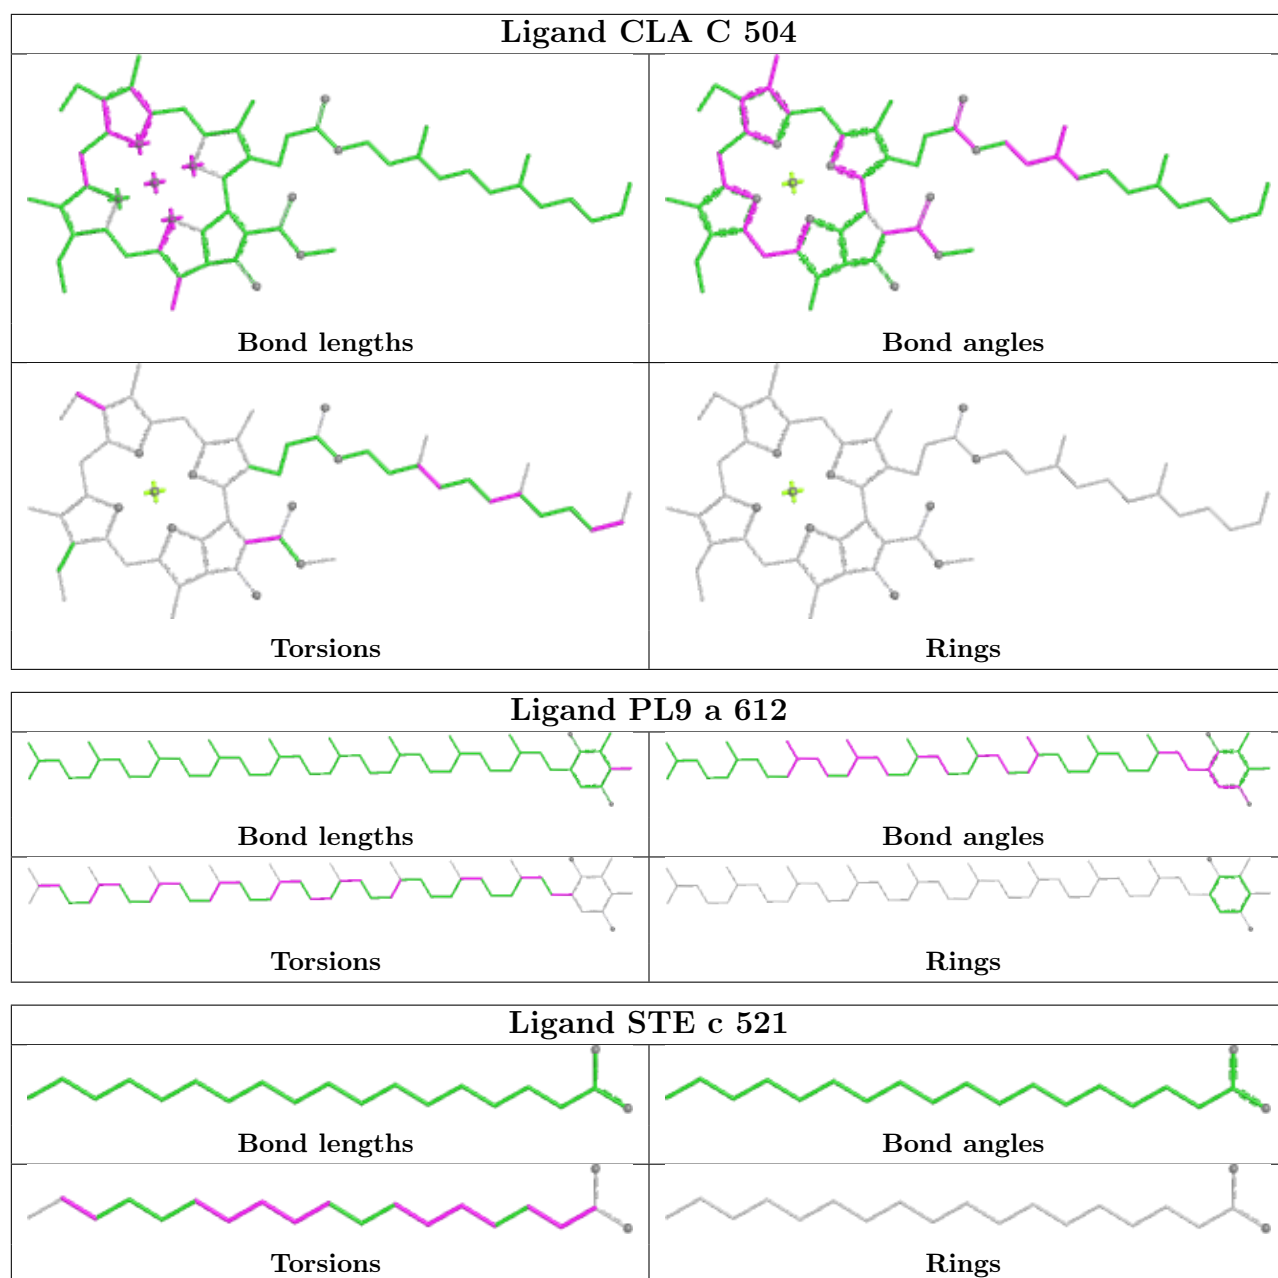 Ligand CLA C 504
Bond lengths
Bond angles
Torsions
Rings
Ligand PL9 a 612
Bond lengths
Bond angles
Torsions
Rings
Ligand STE c 521
Bond lengths
Bond angles
Torsions
Rings